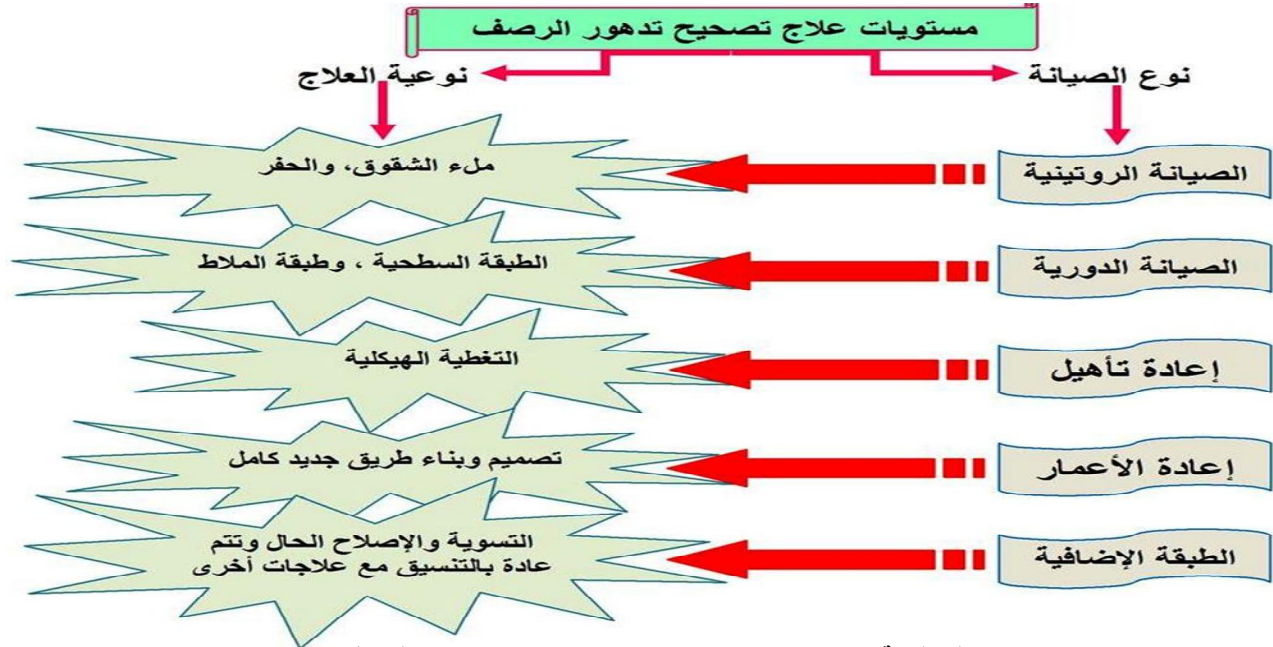 مستويات علاج تصحيح تدهور الرصف
نوع الصيانة
نوعية العلاج
الصيانة الروتينية
ملء الشقوق، والحفر
الصيانة الدورية
الطبقة السطحية ، وطبقة الملاط
إعادة تأهيل
التغطية الهيكلية
إعادة الأعمار
تصميم وبناء طريق جديد كامل
الطبقة الإضافية
التسوية والإصلاح الحال وتتم
عادة بالتنسيق مع علاجات أخرى